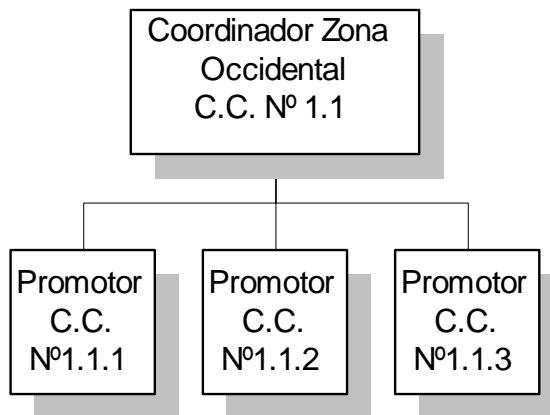 Coordinador Zona
Occidental
C.C. Nº 1.1
Promotor
C.C.
Nº1.1.1
Promotor
C.C.
Nº1.1.2
Promotor
C.C.
Nº1.1.3